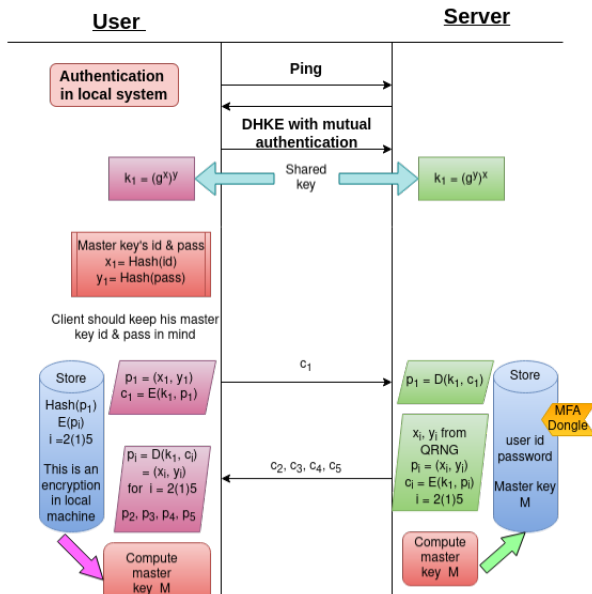 User
Server
Authentication
in local system
Ping
DHKE with mutual
authentication
k₁ = (gˣ)ʸ
Shared
key
k₁ = (gʸ)ˣ
Master key's id & pass
x₁= Hash(id)
y₁= Hash(pass)
Client should keep his master
key id & pass in mind
Store
Hash(p₁)
E(pᵢ)
i =2(1)5
This is an
encryption
in local
machine
p₁ = (x₁, y₁)
c₁ = E(k₁, p₁)
c₁
p₁ = D(k₁, c₁)
Store
user id
password
Master key
M
MFA
Dongle
pᵢ = D(k₁, cᵢ)
= (xᵢ, yᵢ)
for i = 2(1)5
p₂, p₃, p₄, p₅
c₂, c₃, c₄, c₅
xᵢ, yᵢ from
QRNG
pᵢ = (xᵢ, yᵢ)
cᵢ = E(k₁, pᵢ)
i = 2(1)5
Compute
master
key M
Compute
master
key M